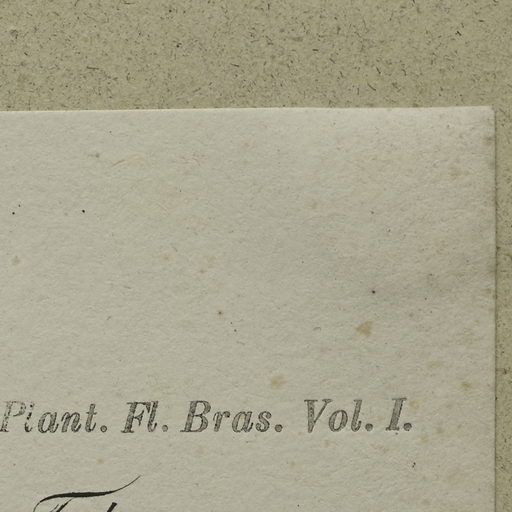 Plant. Fl. Bras. Vol. I.